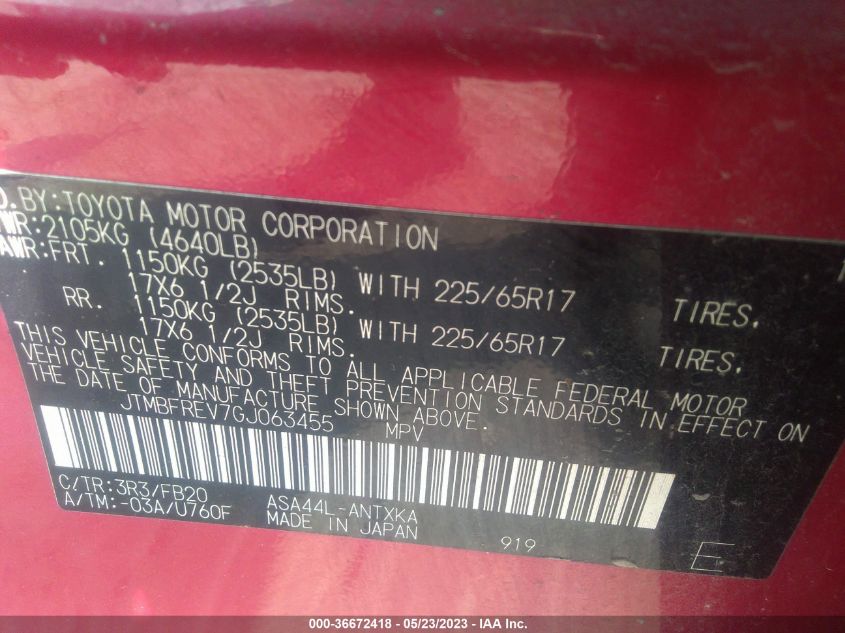 D. BY: TOYOTA MOTOR CORPORATION
WR: 2105KG (4640LB)
AWR: FRT. 1150KG (2535LB) WITH 225/65R17 TIRES.
17X6 1/2J RIMS.
RR. 1150KG (2535LB) WITH 225/65R17 TIRES.
17X6 1/2J RIMS.
THIS VEHICLE CONFORMS TO ALL APPLICABLE FEDERAL MOTOR
VEHICLE SAFETY AND THEFT PREVENTION STANDARDS IN EFFECT ON
THE DATE OF MANUFACTURE SHOWN ABOVE.
JTMBFREV7GJ063455 MPV
C/TR: 3R3/FB20 ASA44L-ANTXKA
A/TM: -03A/U760F MADE IN JAPAN
919 E
000-36672418 - 05/23/2023 - IAA Inc.